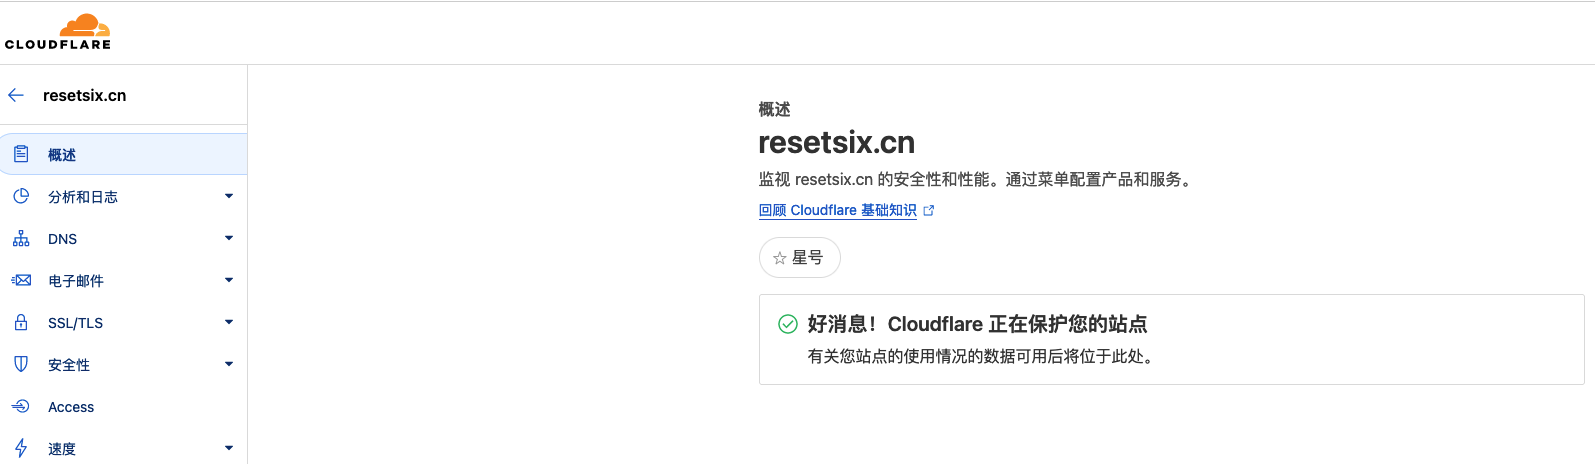 CLOUDFLARE
resetsix.cn
概述
分析和日志
DNS
电子邮件
SSL/TLS
安全性
Access
速度
概述
resetsix.cn
监视 resetsix.cn 的安全性和性能。通过菜单配置产品和服务。
回顾 Cloudflare 基础知识
☆ 星号
好消息！Cloudflare 正在保护您的站点
有关您站点的使用情况的数据可用后将位于此处。